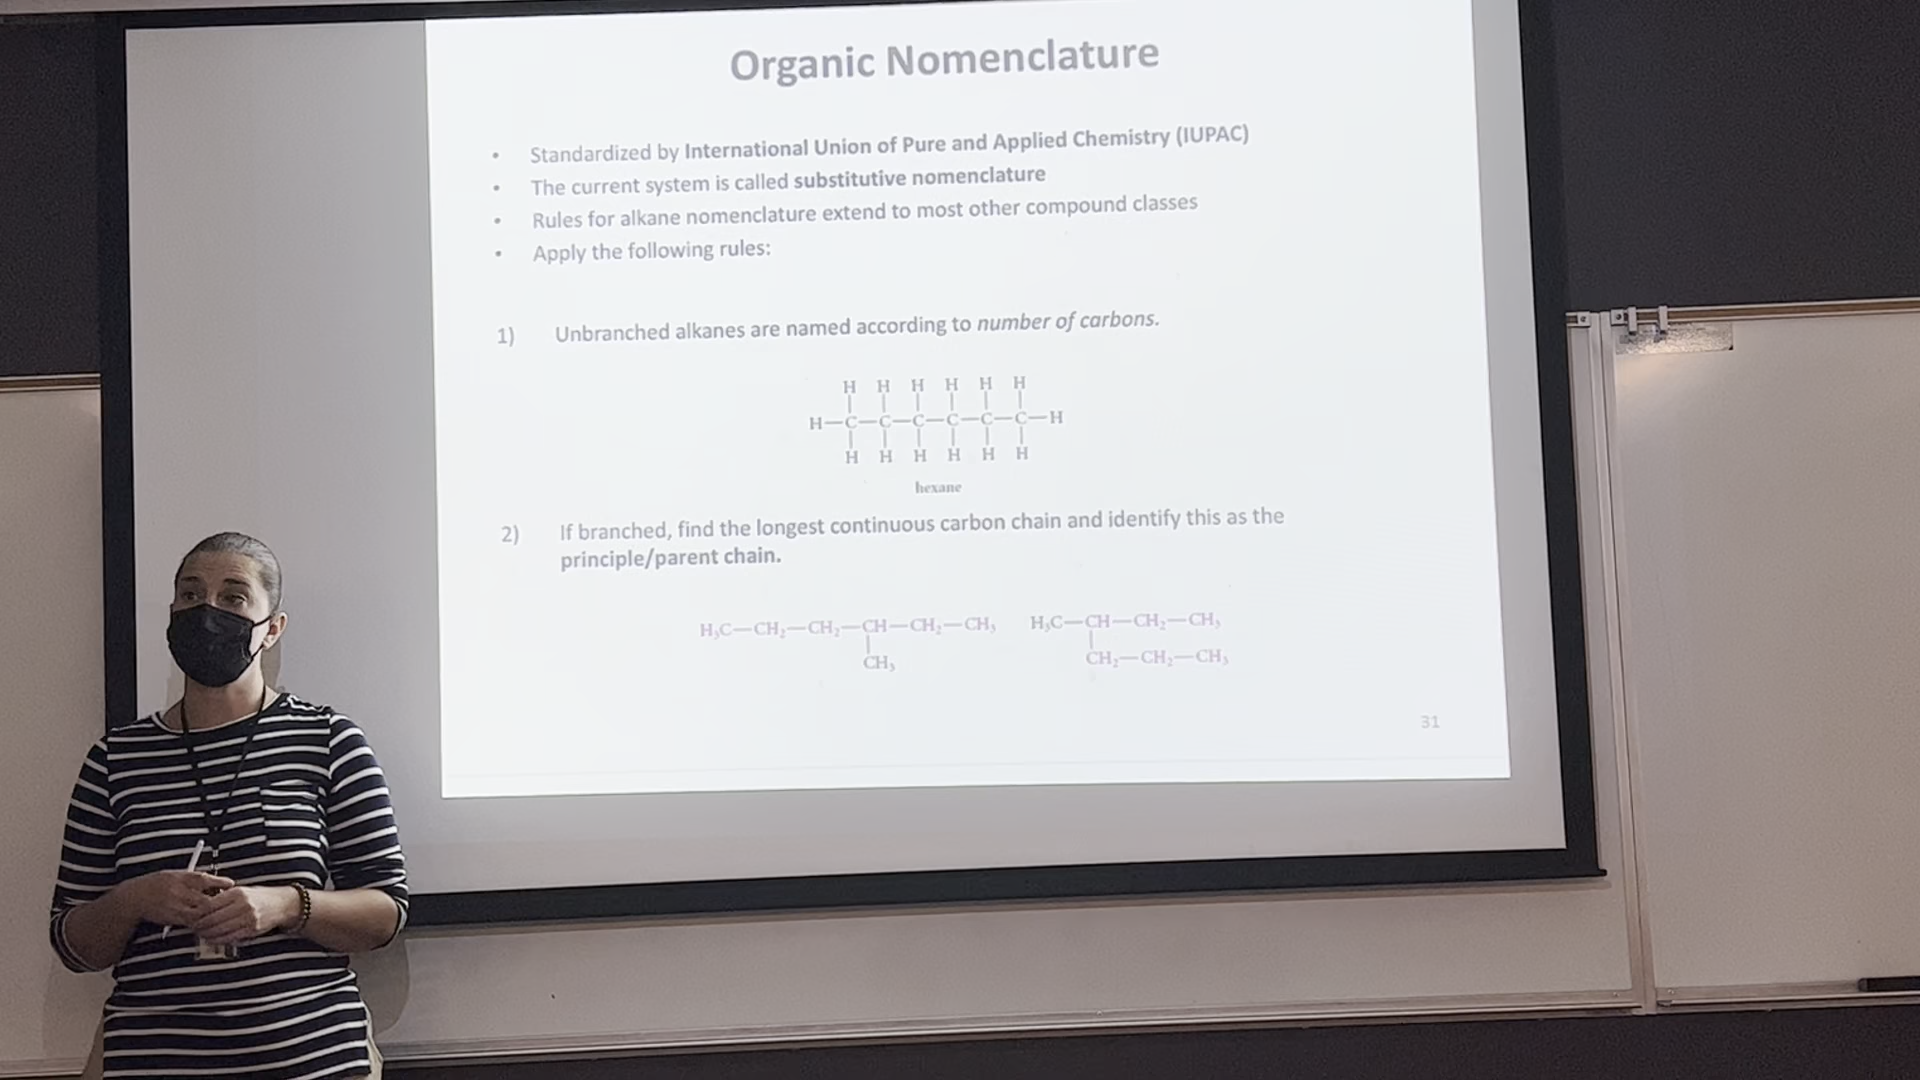 Organic Nomenclature
• Standardized by International Union of Pure and Applied Chemistry (IUPAC)
• The current system is called substitutive nomenclature
• Rules for alkane nomenclature extend to most other compound classes
• Apply the following rules:
1) Unbranched alkanes are named according to number of carbons.
H H H H H H
H—C—C—C—C—C—C—H
H H H H H H
hexane
2) If branched, find the longest continuous carbon chain and identify this as the
principle/parent chain.
H₃C—CH₂—CH₂—CH—CH₂—CH₃ H₃C—CH—CH₂—CH₃
CH₃ CH₂—CH₂—CH₃
31